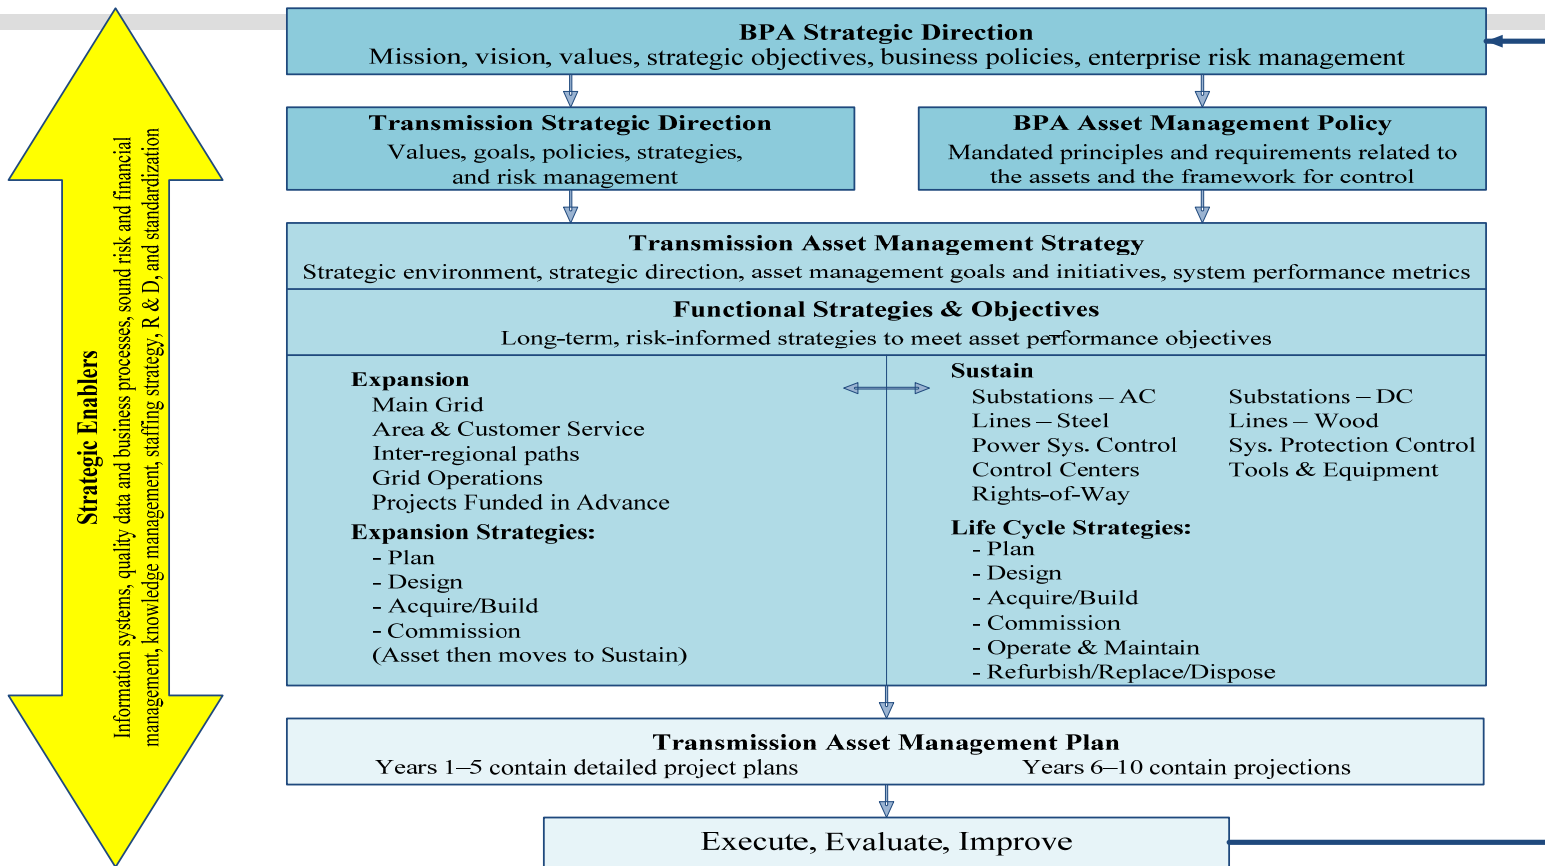 BPA Strategic Direction
Mission, vision, values, strategic objectives, business policies, enterprise risk management
Transmission Strategic Direction
Values, goals, policies, strategies,
and risk management
BPA Asset Management Policy
Mandated principles and requirements related to
the assets and the framework for control
Transmission Asset Management Strategy
Strategic environment, strategic direction, asset management goals and initiatives, system performance metrics
Functional Strategies & Objectives
Long-term, risk-informed strategies to meet asset performance objectives
Expansion
Main Grid
Area & Customer Service
Inter-regional paths
Grid Operations
Projects Funded in Advance
Expansion Strategies:
- Plan
- Design
- Acquire/Build
- Commission
(Asset then moves to Sustain)
Sustain
Substations – AC
Lines – Steel
Power Sys. Control
Control Centers
Rights-of-Way
Substations – DC
Lines – Wood
Sys. Protection Control
Tools & Equipment
Life Cycle Strategies:
- Plan
- Design
- Acquire/Build
- Commission
- Operate & Maintain
- Refurbish/Replace/Dispose
Transmission Asset Management Plan
Years 1–5 contain detailed project plans
Years 6–10 contain projections
Execute, Evaluate, Improve
Strategic Enablers
Information systems, quality data and business processes, sound risk and financial
management, knowledge management, staffing strategy, R & D, and standardization